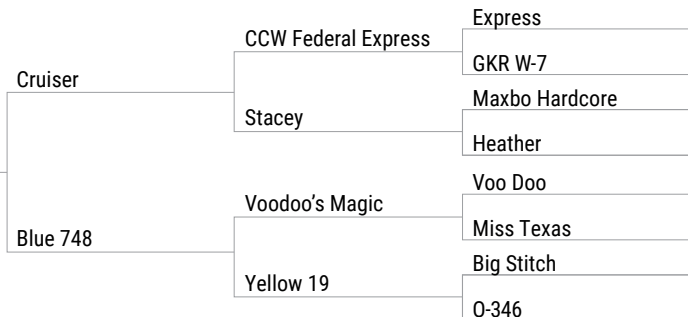 Express
CCW Federal Express
GKR W-7
Cruiser
Maxbo Hardcore
Stacey
Heather
Voo Doo
Voodoo’s Magic
Miss Texas
Blue 748
Big Stitch
Yellow 19
O-346